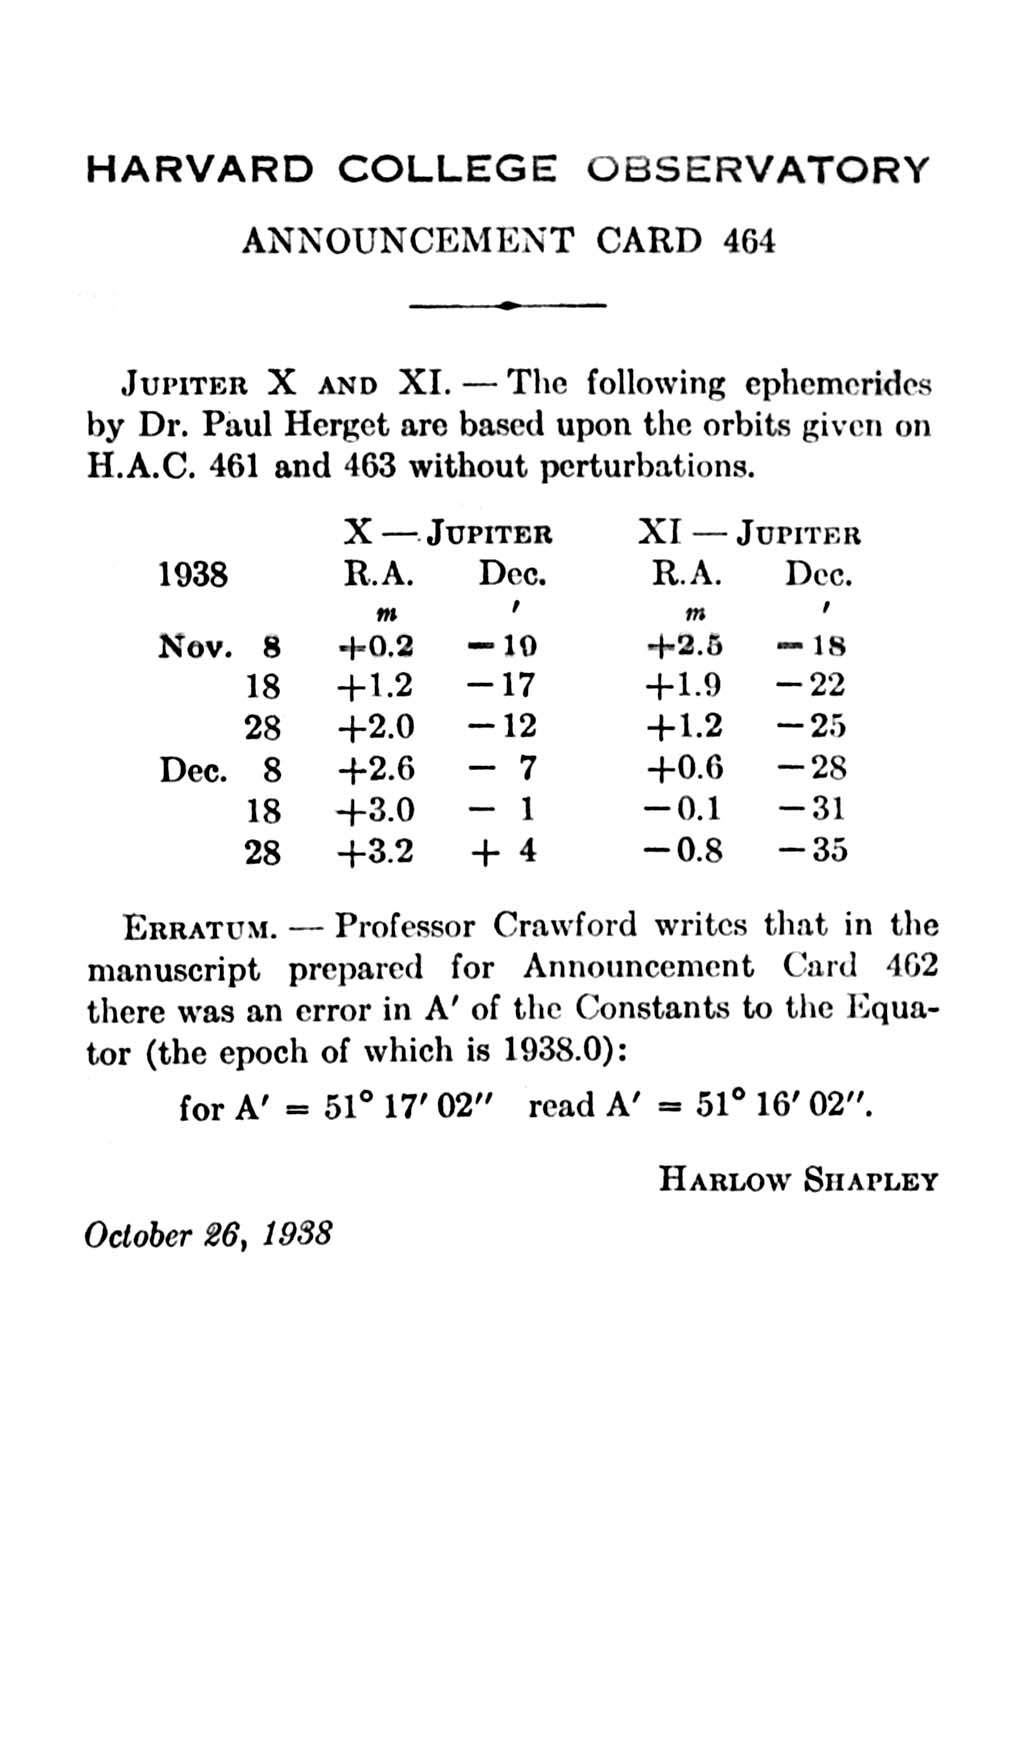 HARVARD COLLEGE OBSERVATORY
ANNOUNCEMENT CARD 464
JUPITER X AND XI. — The following ephemerides
by Dr. Paul Herget are based upon the orbits given on
H.A.C. 461 and 463 without perturbations.
X — JUPITER XI — JUPITER
1938 R.A. Dec. R.A. Dec.
m ′ m ′
Nov. 8 +0.2 −19 +2.5 −18
18 +1.2 −17 +1.9 −22
28 +2.0 −12 +1.2 −25
Dec. 8 +2.6 − 7 +0.6 −28
18 +3.0 − 1 −0.1 −31
28 +3.2 + 4 −0.8 −35
ERRATUM. — Professor Crawford writes that in the
manuscript prepared for Announcement Card 462
there was an error in A′ of the Constants to the Equa-
tor (the epoch of which is 1938.0):
for A′ = 51° 17′ 02″ read A′ = 51° 16′ 02″.
HARLOW SHAPLEY
October 26, 1938